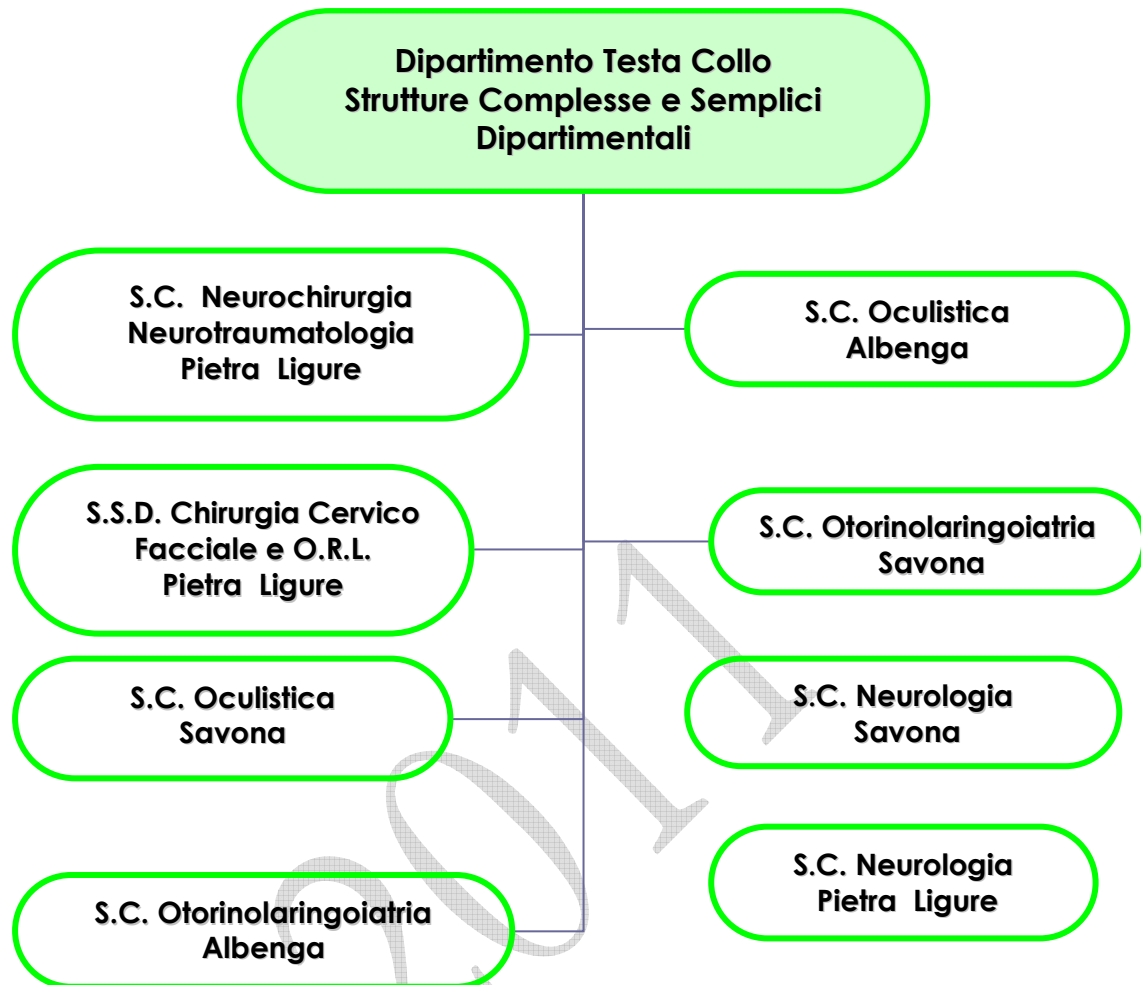 Dipartimento Testa Collo
Strutture Complesse e Semplici
Dipartimentali
S.C. Neurochirurgia
Neurotraumatologia
Pietra Ligure
S.C. Oculistica
Albenga
S.S.D. Chirurgia Cervico
Facciale e O.R.L.
Pietra Ligure
S.C. Otorinolaringoiatria
Savona
S.C. Oculistica
Savona
S.C. Neurologia
Savona
S.C. Neurologia
Pietra Ligure
S.C. Otorinolaringoiatria
Albenga
2011